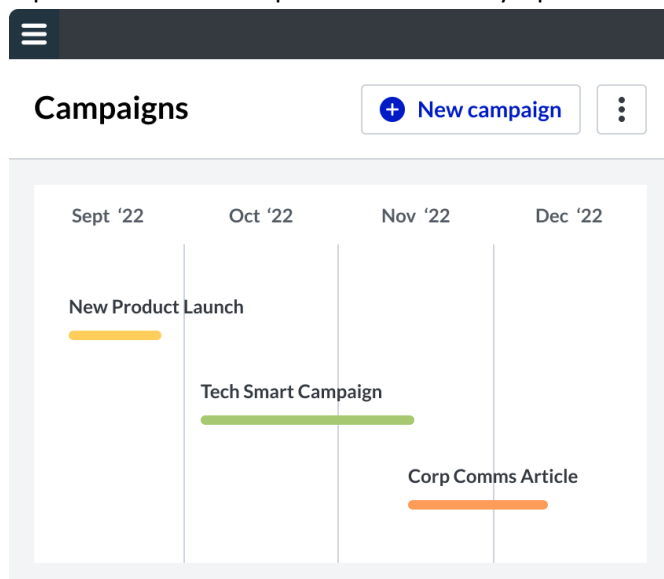 Campaigns
New campaign
Sept ‘22 Oct ‘22 Nov ‘22 Dec ‘22
New Product Launch
Tech Smart Campaign
Corp Comms Article